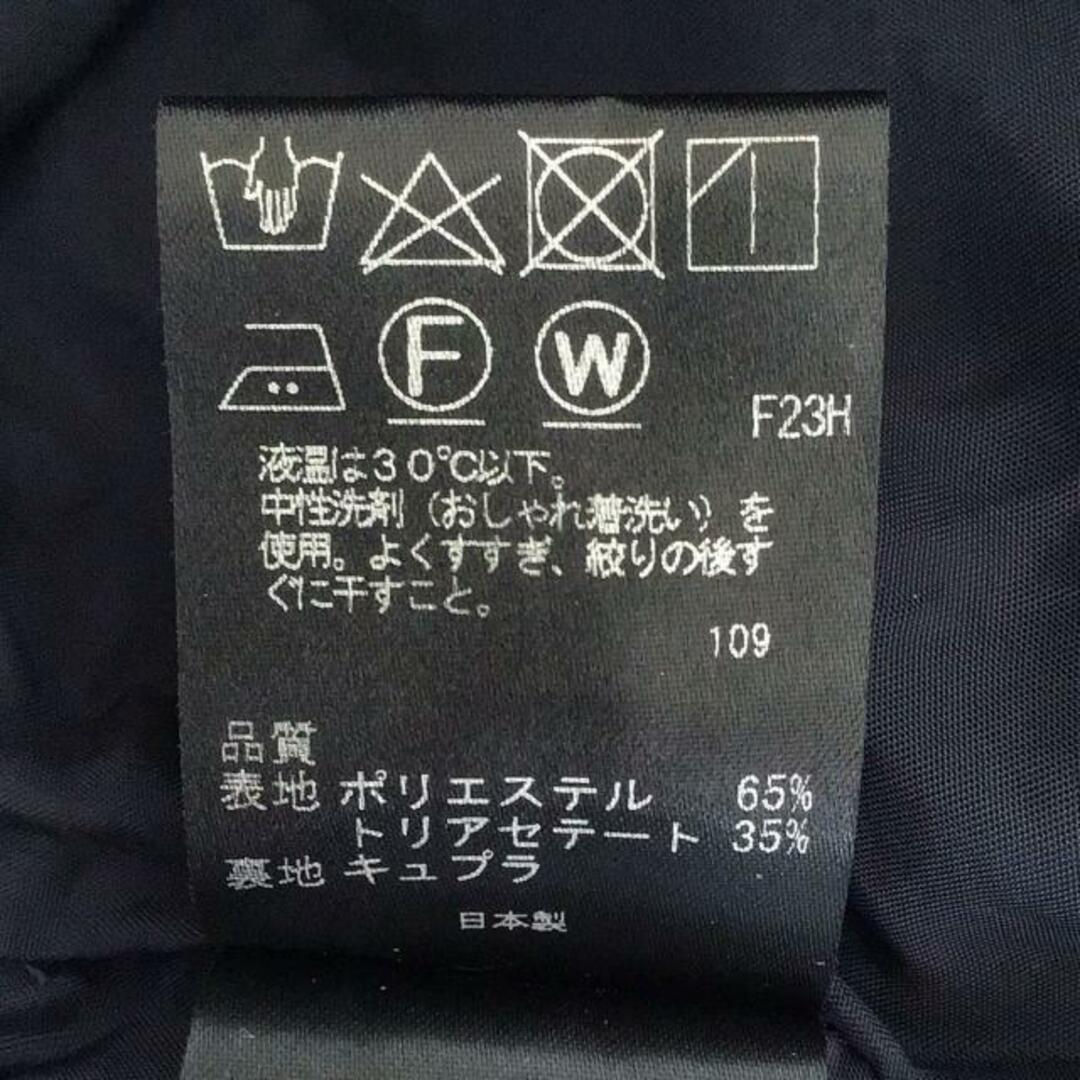 F W
F23H
液温は30℃以下。
中性洗剤（おしゃれ着洗い）を
使用。よくすすぎ、絞りの後す
ぐに干すこと。
109
品質
表地 ポリエステル 65%
トリアセテート 35%
裏地 キュプラ
日本製